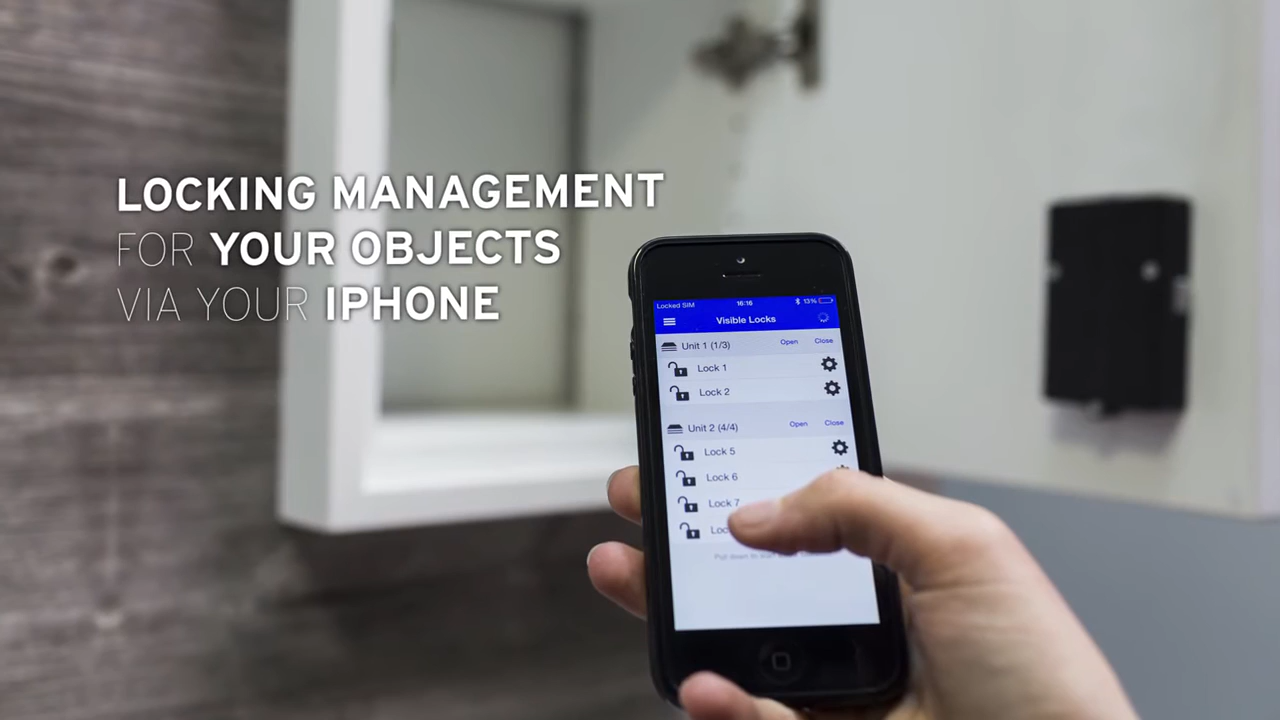 LOCKING MANAGEMENT
FOR YOUR OBJECTS
VIA YOUR IPHONE
Locked SIM 16:16 13%
Visible Locks
Unit 1 (1/3) Open Close
Lock 1
Lock 2
Unit 2 (4/4) Open Close
Lock 5
Lock 6
Lock 7